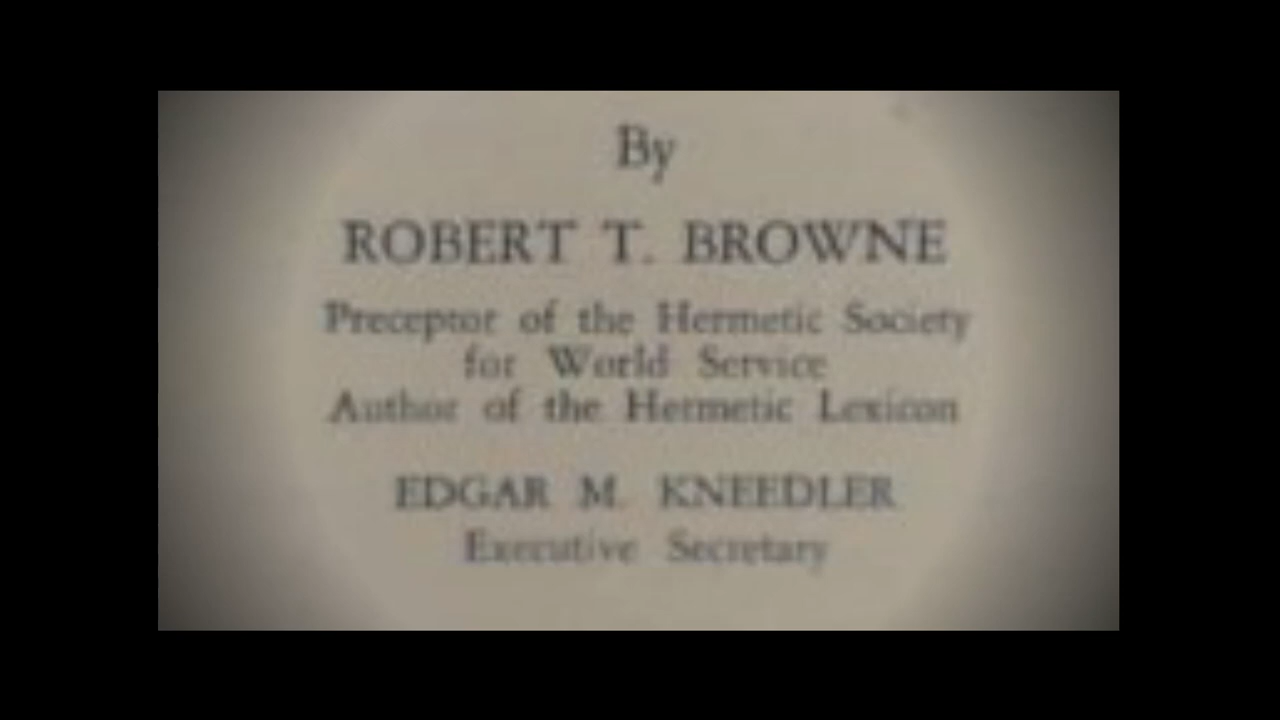 By
ROBERT T. BROWNE
Preceptor of the Hermetic Society
for World Service
Author of the Hermetic Lexicon
EDGAR M. KNEEDLER
Executive Secretary